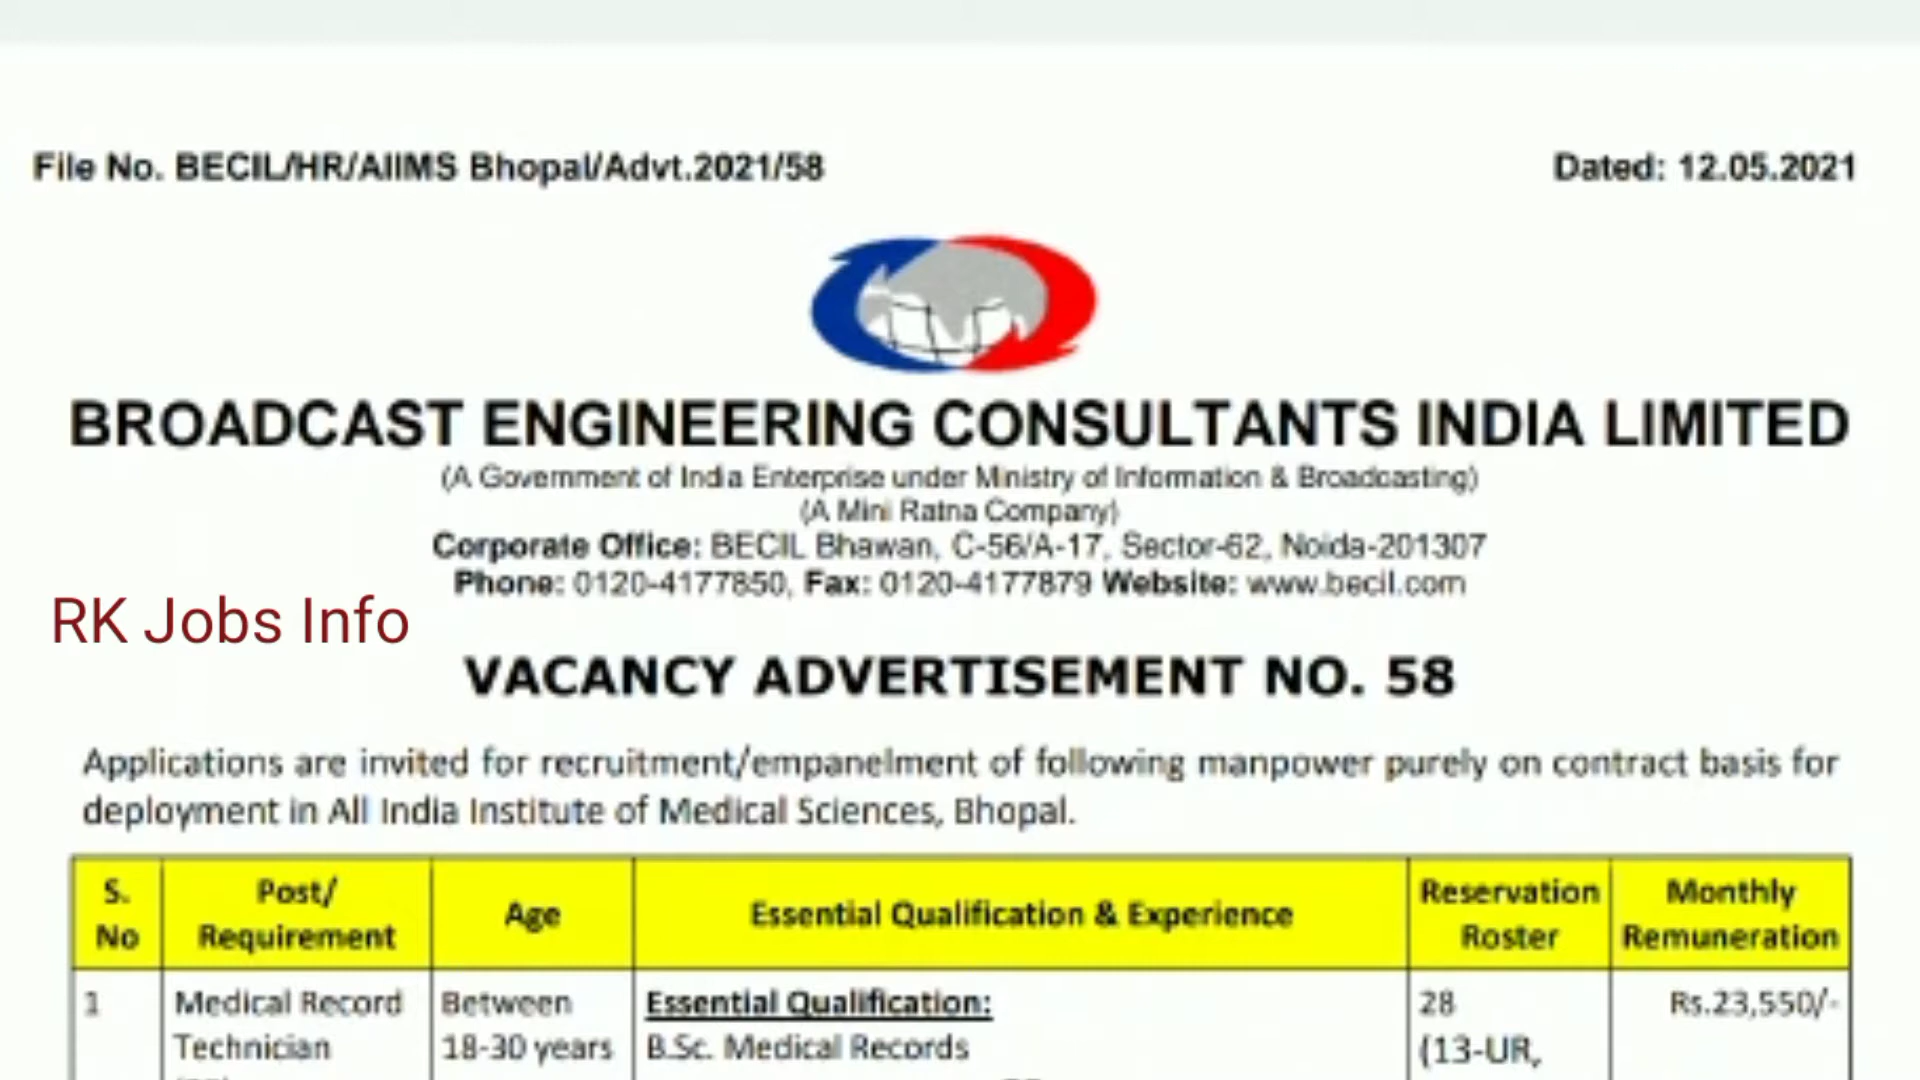 File No. BECIL/HR/AIIMS Bhopal/Advt.2021/58
Dated: 12.05.2021
BROADCAST ENGINEERING CONSULTANTS INDIA LIMITED
(A Government of India Enterprise under Ministry of Information & Broadcasting)
(A Mini Ratna Company)
Corporate Office: BECIL Bhawan, C-56/A-17, Sector-62, Noida-201307
Phone: 0120-4177850, Fax: 0120-4177879 Website: www.becil.com
RK Jobs Info
VACANCY ADVERTISEMENT NO. 58
Applications are invited for recruitment/empanelment of following manpower purely on contract basis for
deployment in All India Institute of Medical Sciences, Bhopal.
S. No
Post/ Requirement
Age
Essential Qualification & Experience
Reservation Roster
Monthly Remuneration
1
Medical Record
Technician
Between
18-30 years
Essential Qualification:
B.Sc. Medical Records
28
(13-UR,
Rs.23,550/-